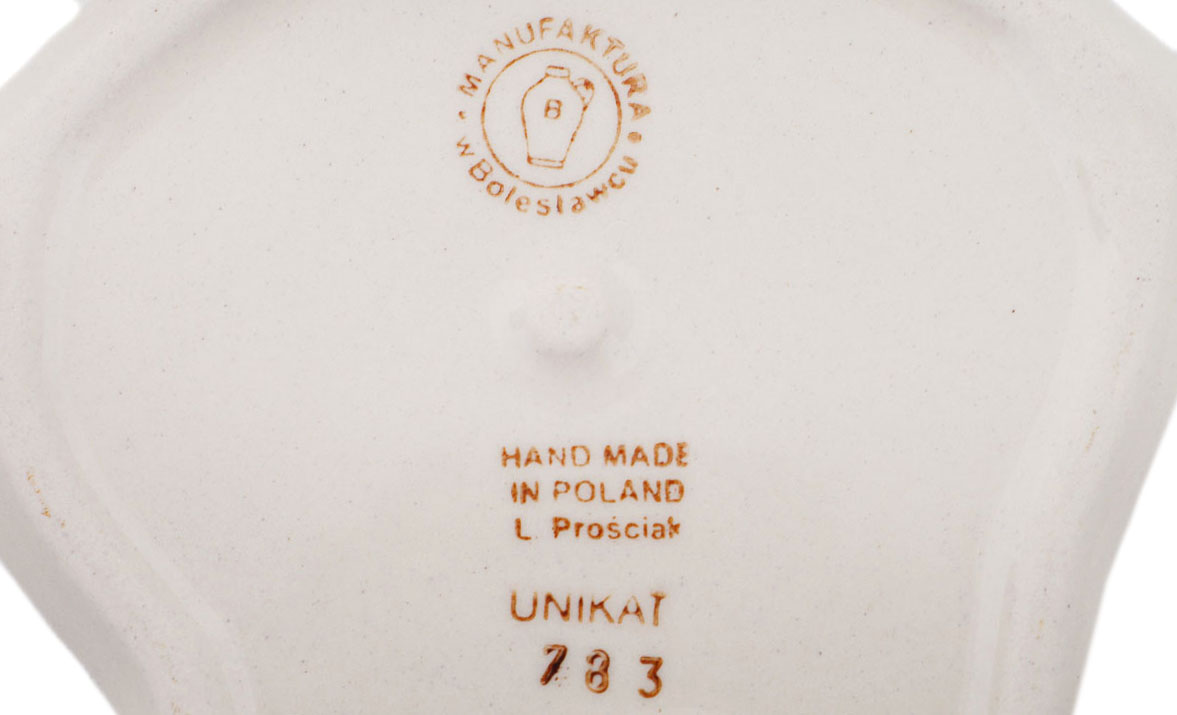 MANUFAKTURA
w Bolesławcu
B
HAND MADE
IN POLAND
L. Prościak
UNIKAT
783